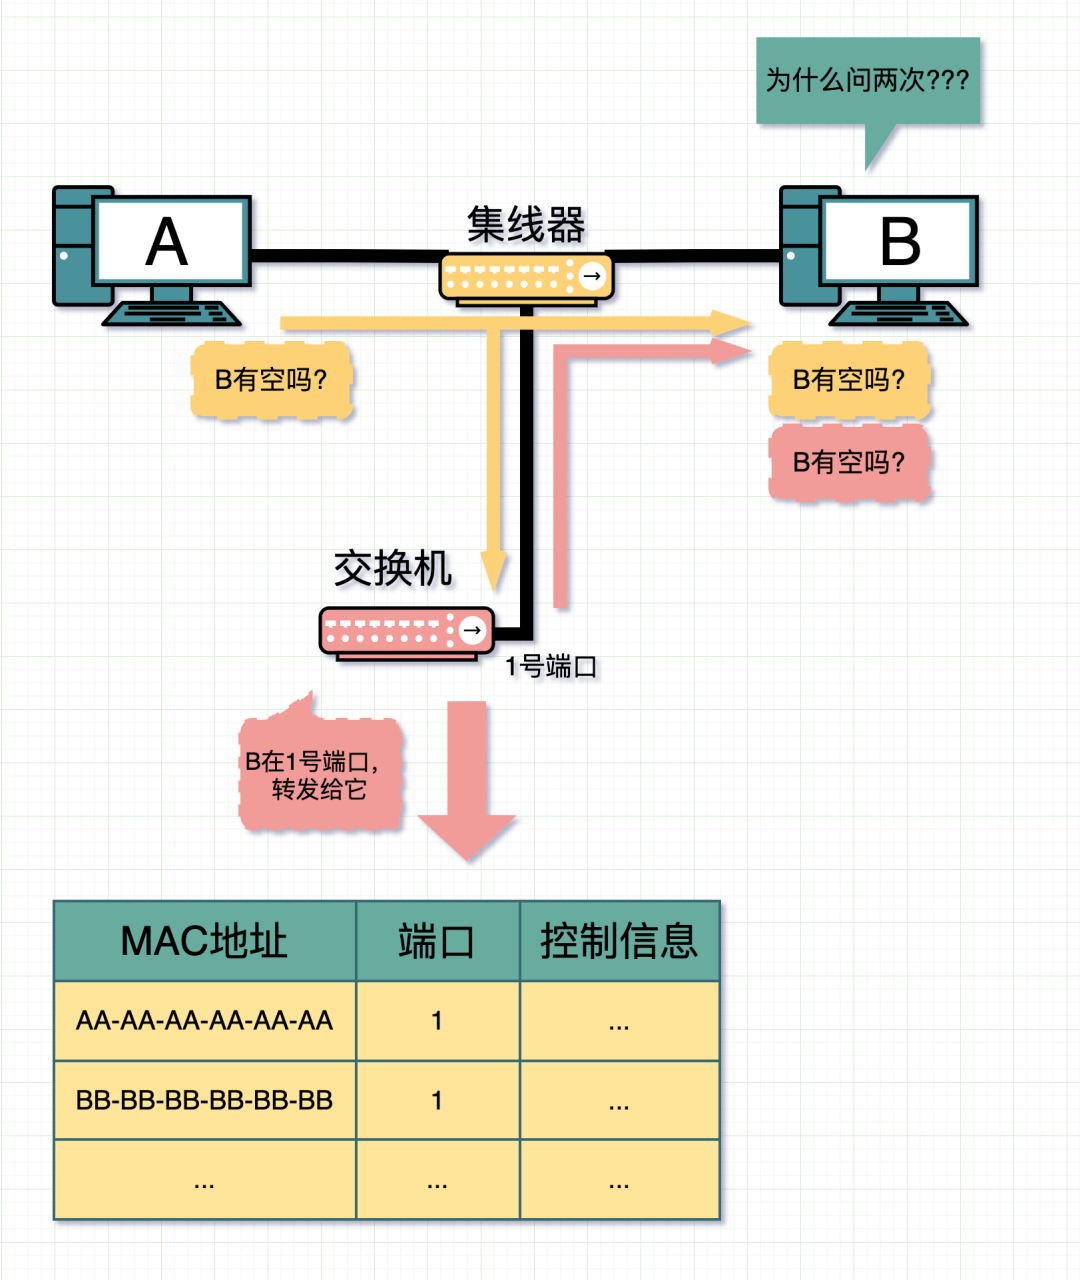 为什么问两次???
A
集线器
B
B有空吗?
B有空吗?
B有空吗?
交换机
1号端口
B在1号端口,
转发给它
MAC地址 端口 控制信息
AA-AA-AA-AA-AA-AA 1 ...
BB-BB-BB-BB-BB-BB 1 ...
... ... ...